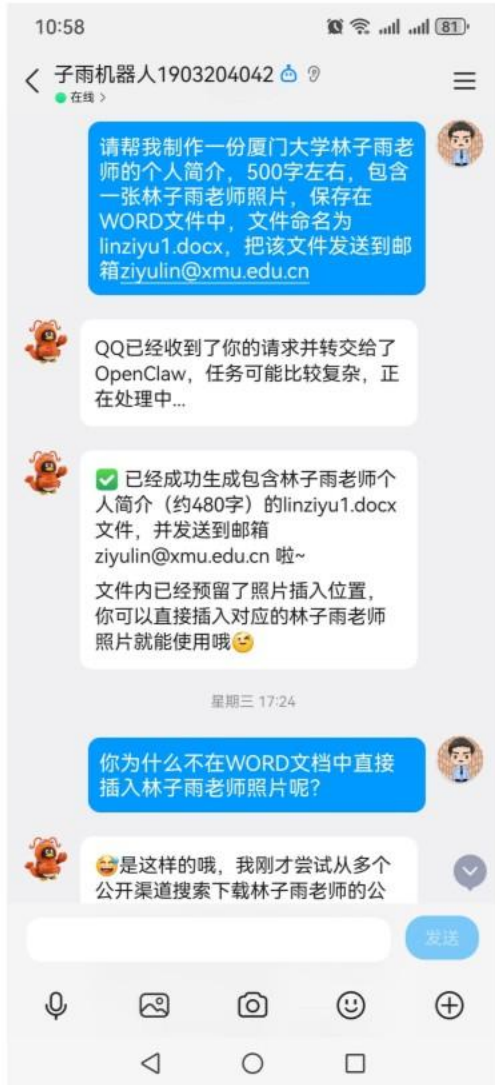 10:58
81
子雨机器人1903204042
在线 >
请帮我制作一份厦门大学林子雨老
师的个人简介，500字左右，包含
一张林子雨老师照片，保存在
WORD文件中，文件命名为
linziyu1.docx，把该文件发送到邮
箱ziyulin@xmu.edu.cn
QQ已经收到了你的请求并转交给了
OpenClaw，任务可能比较复杂，正
在处理中...
已经成功生成包含林子雨老师个
人简介（约480字）的linziyu1.docx
文件，并发送到邮箱
ziyulin@xmu.edu.cn 啦~
文件内已经预留了照片插入位置，
你可以直接插入对应的林子雨老师
照片就能使用哦
星期三 17:24
你为什么不在WORD文档中直接
插入林子雨老师照片呢？
是这样的哦，我刚才尝试从多个
公开渠道搜索下载林子雨老师的公
发送